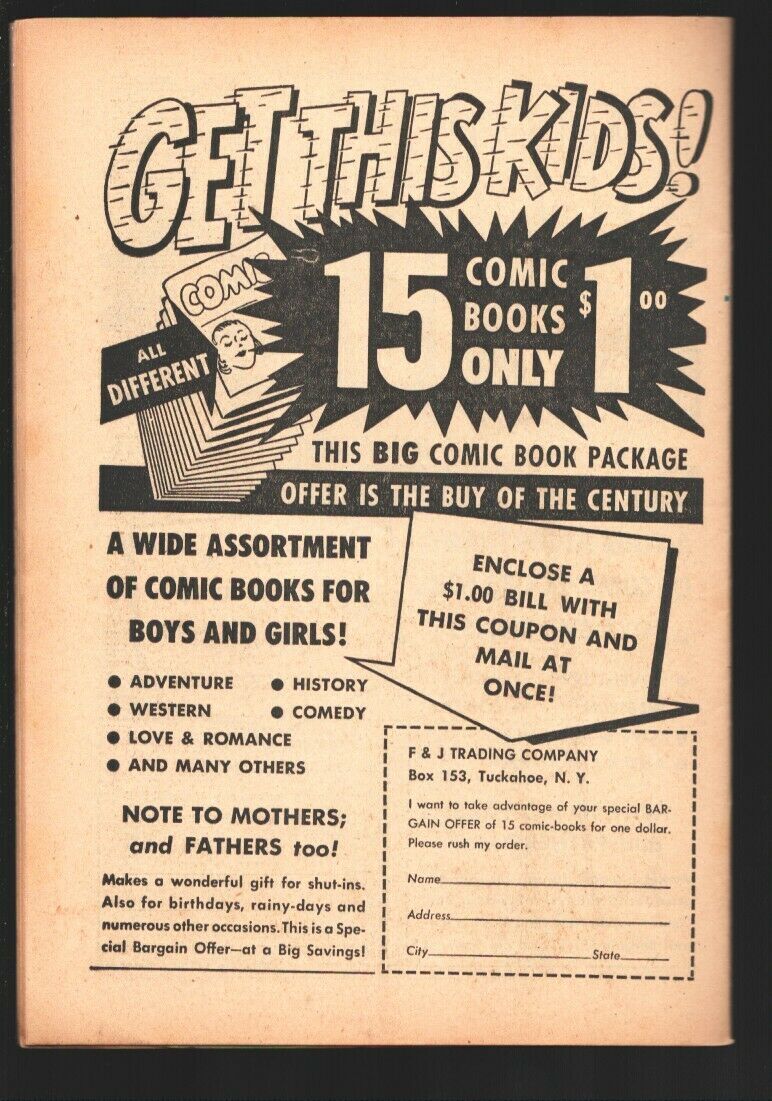 GET THIS KIDS!
COMIC
ALL
DIFFERENT
15 COMIC BOOKS ONLY $1.00
THIS BIG COMIC BOOK PACKAGE
OFFER IS THE BUY OF THE CENTURY
A WIDE ASSORTMENT
OF COMIC BOOKS FOR
BOYS AND GIRLS!
● ADVENTURE ● HISTORY
● WESTERN ● COMEDY
● LOVE & ROMANCE
● AND MANY OTHERS
NOTE TO MOTHERS;
and FATHERS too!
Makes a wonderful gift for shut-ins.
Also for birthdays, rainy-days and
numerous other occasions. This is a Spe-
cial Bargain Offer—at a Big Savings!
ENCLOSE A
$1.00 BILL WITH
THIS COUPON AND
MAIL AT
ONCE!
F & J TRADING COMPANY
Box 153, Tuckahoe, N. Y.
I want to take advantage of your special BAR-
GAIN OFFER of 15 comic-books for one dollar.
Please rush my order.
Name
Address
City State